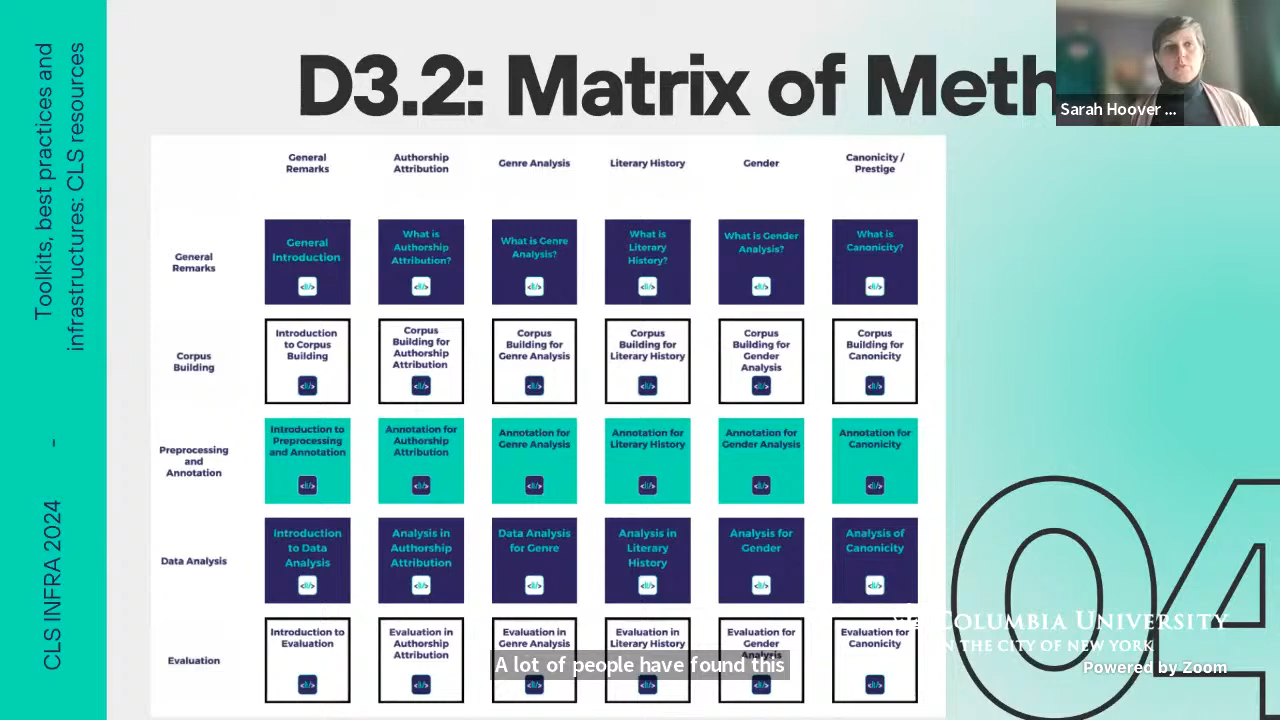 Toolkits, best practices and
infrastructures: CLS resources
–
CLS INFRA 2024
D3.2: Matrix of Meth
Sarah Hoover ...
General
Remarks
Authorship
Attribution
Genre Analysis
Literary History
Gender
Canonicity /
Prestige
General
Remarks
General
Introduction
What is
Authorship
Attribution?
What is Genre
Analysis?
What is
Literary
History?
What is Gender
Analysis?
What is
Canonicity?
Corpus
Building
Introduction
to Corpus
Building
Corpus
Building for
Authorship
Attribution
Corpus
Building for
Genre Analysis
Corpus
Building for
Literary History
Corpus
Building for
Gender
Analysis
Corpus
Building for
Canonicity
Preprocessing
and
Annotation
Introduction to
Preprocessing
and Annotation
Annotation for
Authorship
Attribution
Annotation for
Genre Analysis
Annotation for
Literary History
Annotation for
Gender Analysis
Annotation for
Canonicity
Data Analysis
Introduction
to Data
Analysis
Analysis in
Authorship
Attribution
Data Analysis
for Genre
Analysis in
Literary
History
Analysis for
Gender
Analysis of
Canonicity
Evaluation
Introduction to
Evaluation
Evaluation in
Authorship
Attribution
Evaluation in
Genre Analysis
Evaluation in
Literary History
Evaluation for
Gender
Analysis
Evaluation for
Canonicity
A lot of people have found this
04
Columbia University
IN THE CITY OF NEW YORK
Powered by Zoom